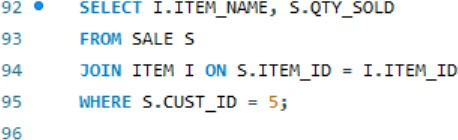 92 SELECT I.ITEM_NAME, S.QTY_SOLD
93 FROM SALE S
94 JOIN ITEM I ON S.ITEM_ID = I.ITEM_ID
95 WHERE S.CUST_ID = 5;
96